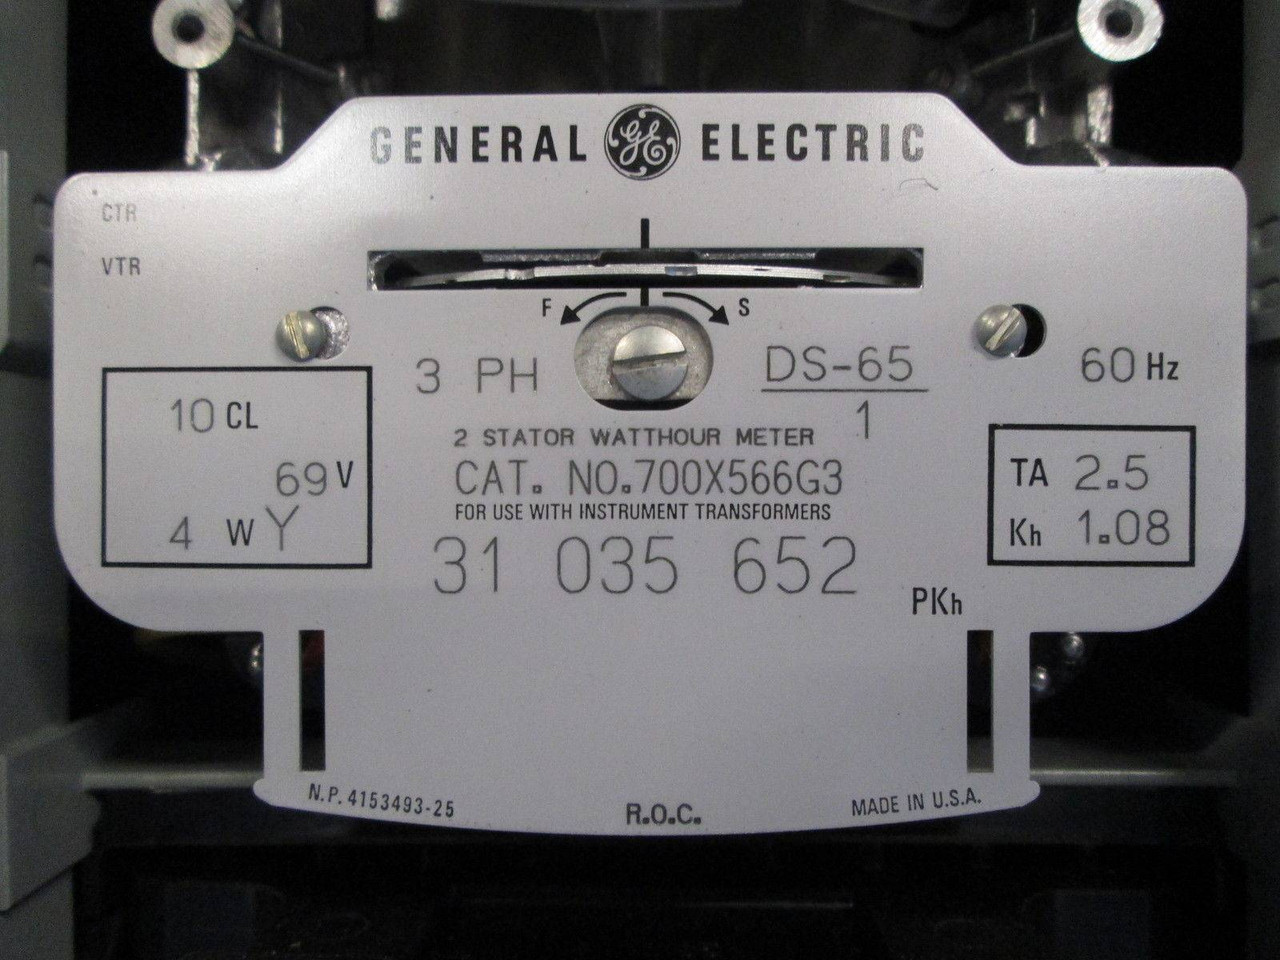 GENERAL GE ELECTRIC
CTR
VTR
F S
3 PH
DS-65
1
60 Hz
10 CL
69 V
4 W Y
2 STATOR WATTHOUR METER
CAT. NO. 700X566G3
FOR USE WITH INSTRUMENT TRANSFORMERS
31 035 652
TA 2.5
Kh 1.08
PKh
N.P. 4153493-25
R.O.C.
MADE IN U.S.A.